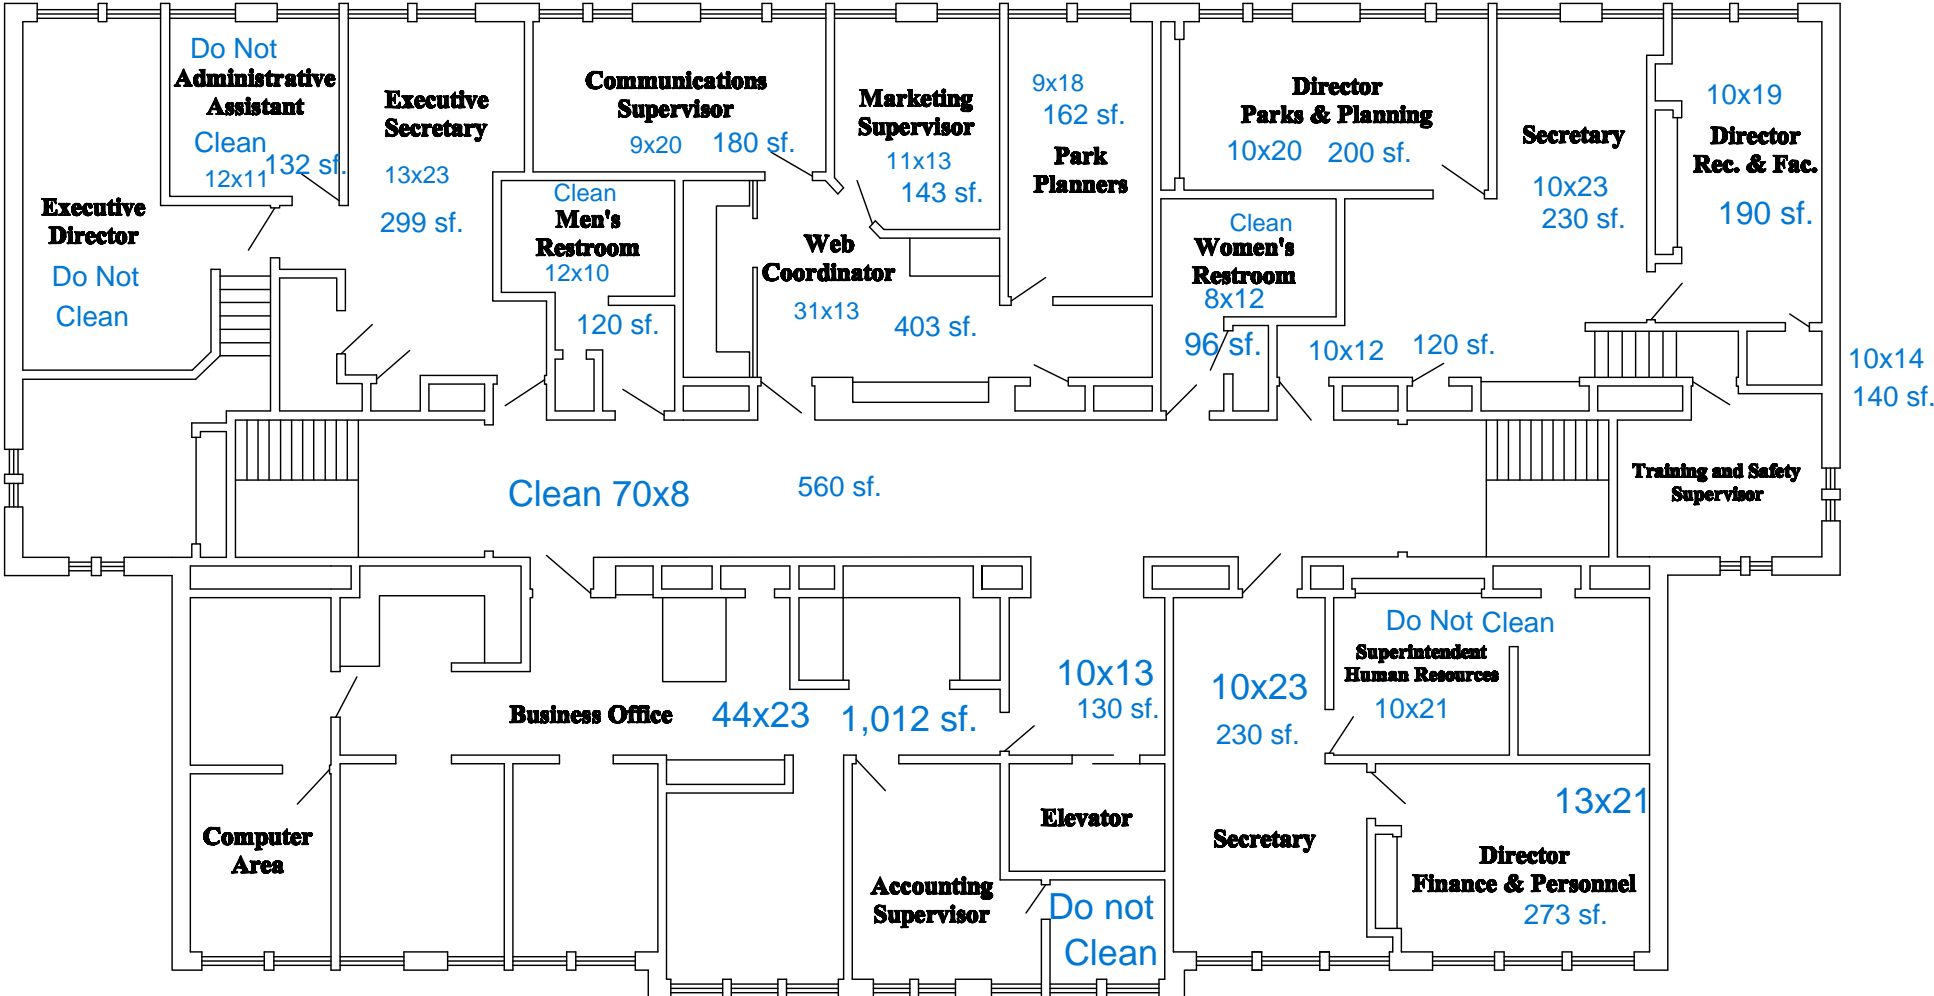 Do Not
Administrative
Assistant
Clean
132 sf.
12x11
Executive
Director
Do Not
Clean
Executive
Secretary
13x23
299 sf.
Communications
Supervisor
9x20 180 sf.
Clean
Men's
Restroom
12x10
120 sf.
Marketing
Supervisor
11x13
143 sf.
Web
Coordinator
31x13
403 sf.
9x18
162 sf.
Park
Planners
Director
Parks & Planning
10x20 200 sf.
Clean
Women's
Restroom
8x12
96 sf.
10x12 120 sf.
Secretary
10x23
230 sf.
10x19
Director
Rec. & Fac.
190 sf.
10x14
140 sf.
Clean 70x8 560 sf.
Training and Safety
Supervisor
Business Office 44x23 1,012 sf.
10x13
130 sf.
10x23
230 sf.
Do Not Clean
Superintendent
Human Resources
10x21
Computer
Area
Accounting
Supervisor
Elevator
Do not
Clean
Secretary
13x21
Director
Finance & Personnel
273 sf.